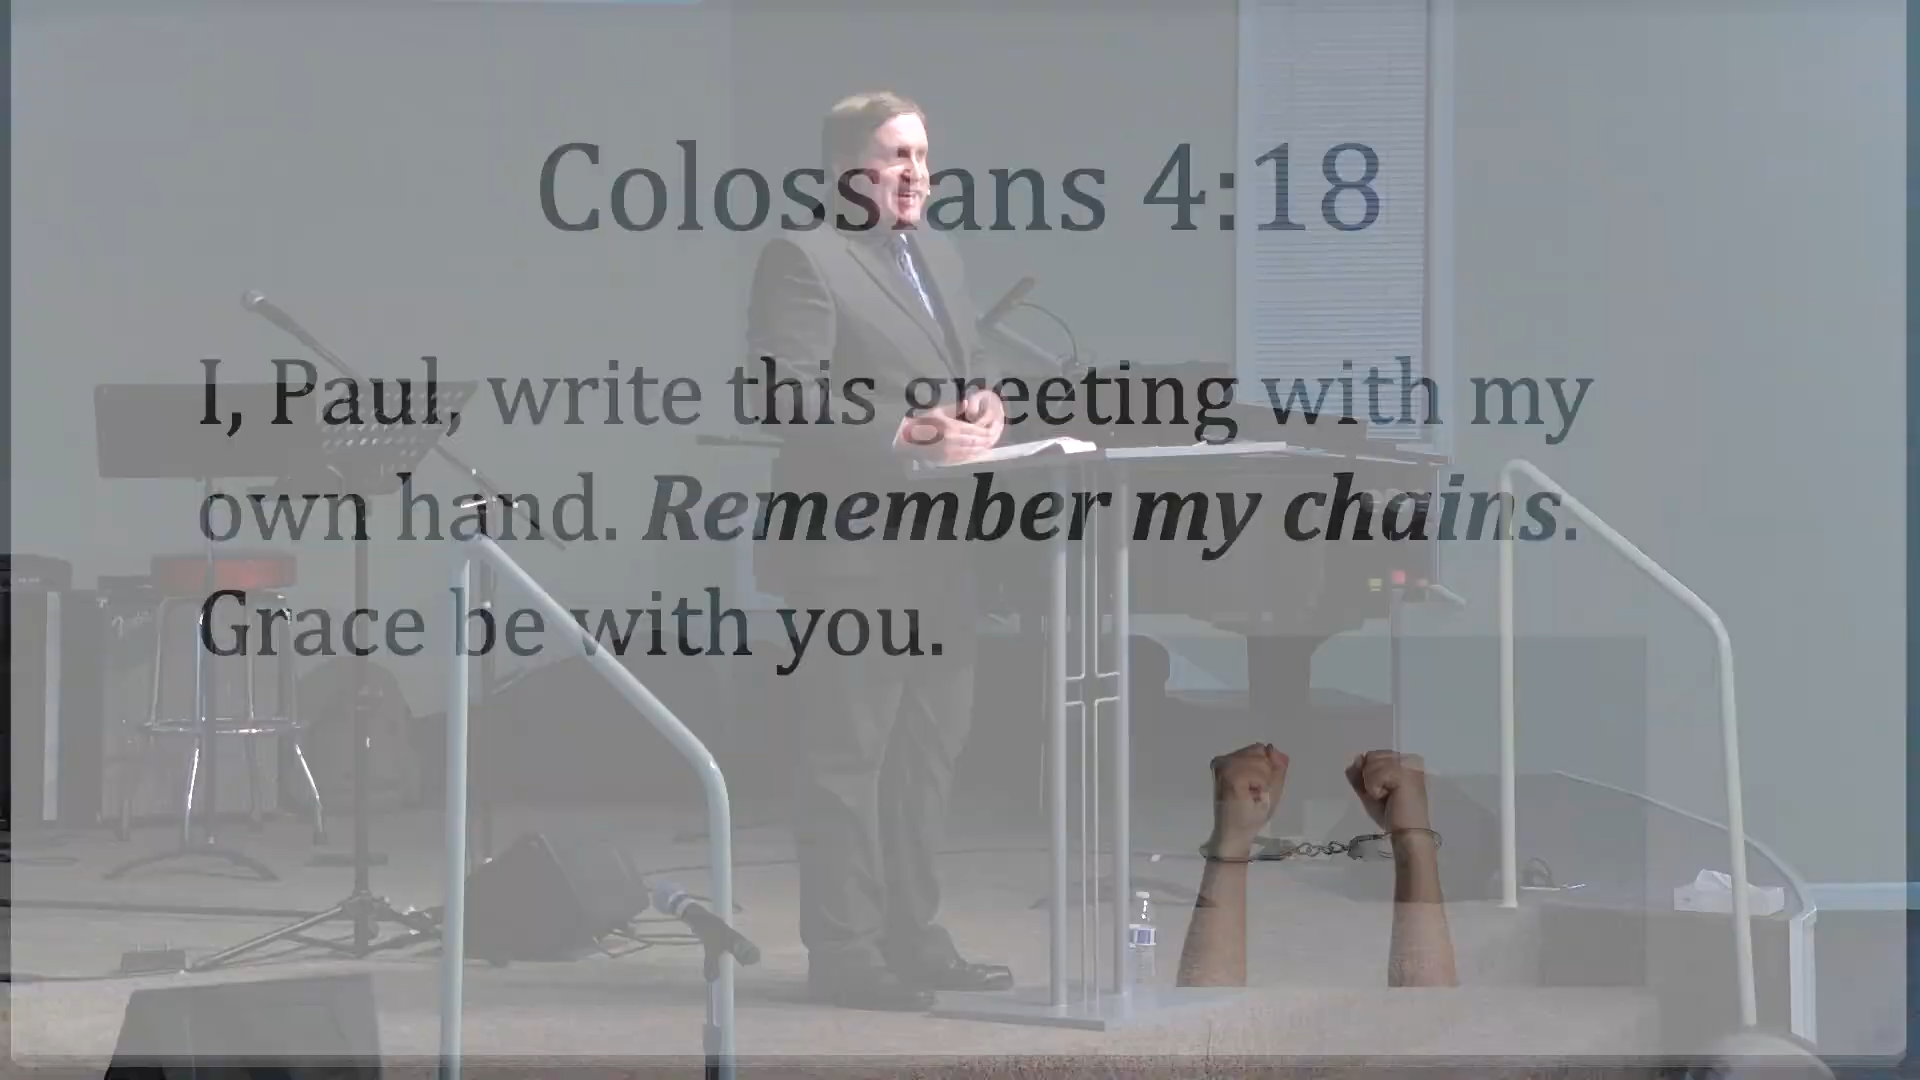 Colossians 4:18
I, Paul, write this greeting with my
own hand. Remember my chains.
Grace be with you.